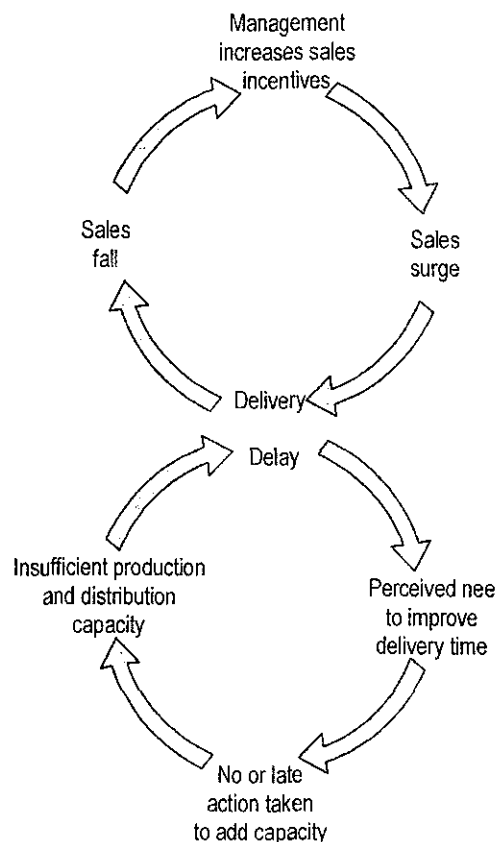 Management
increases sales
incentives
Sales
fall
Sales
surge
Delivery
Delay
Insufficient production
and distribution
capacity
Perceived nee
to improve
delivery time
No or late
action taken
to add capacity